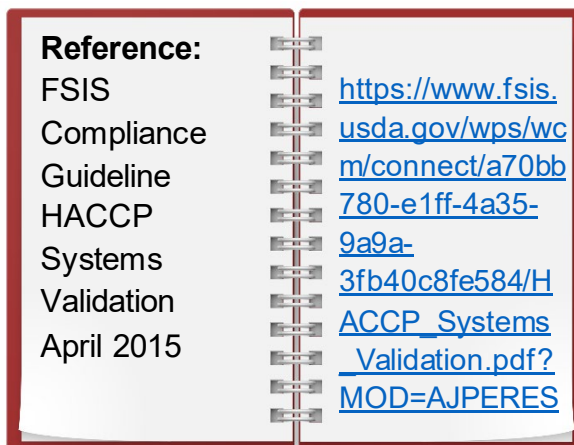 Reference:
FSIS
Compliance
Guideline
HACCP
Systems
Validation
April 2015
https://www.fsis.
usda.gov/wps/wc
m/connect/a70bb
780-e1ff-4a35-
9a9a-
3fb40c8fe584/H
ACCP_Systems
_Validation.pdf?
MOD=AJPERES